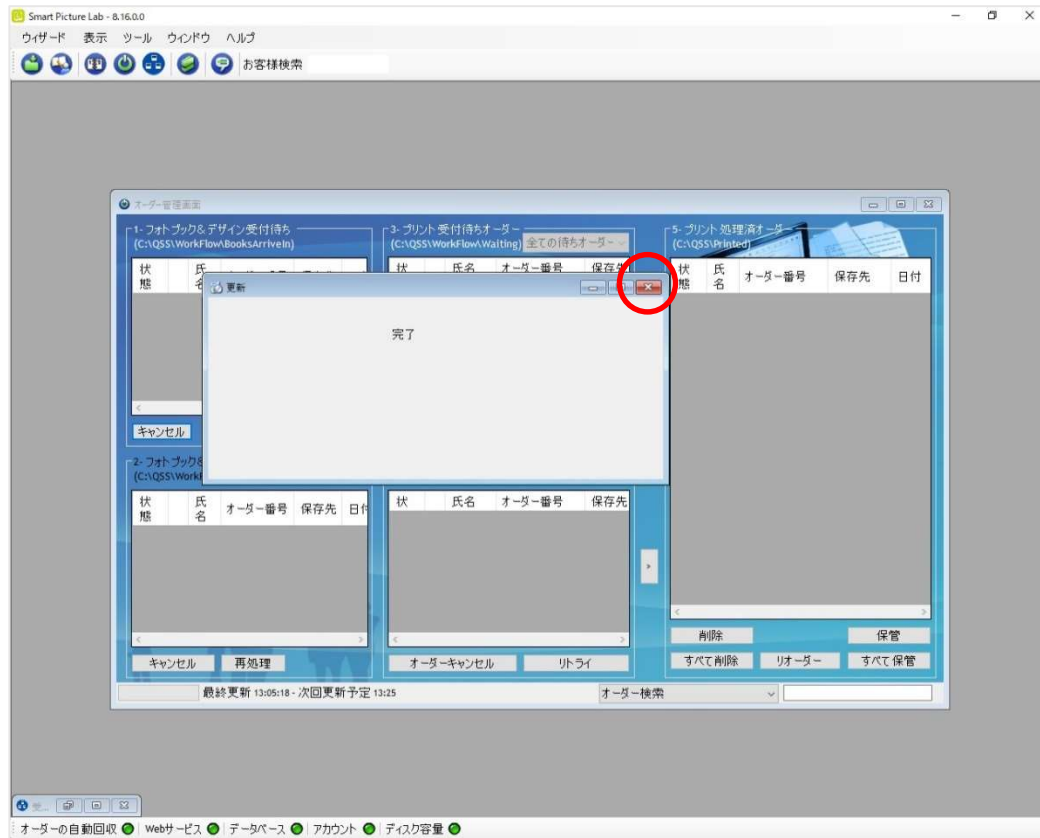 Smart Picture Lab - 8.16.0.0
ウィザード 表示 ツール ウィンドウ ヘルプ
お客様検索
オーダー管理画面
1- フォトブック&デザイン受付待ち
(C:\QSS\WorkFlow\BooksArriveIn)
状態 氏名
キャンセル
3- プリント受付待ちオーダー
(C:\QSS\WorkFlow\Waiting) 全ての待ちオーダー
状 氏名 オーダー番号 保存先
5- プリント処理済オーダー
(C:\QSS\Printed)
状態 氏名 オーダー番号 保存先 日付
更新
完了
2- フォトブック&
(C:\QSS\Work
状態 氏名 オーダー番号 保存先 日付
キャンセル 再処理
状 氏名 オーダー番号 保存先
オーダーキャンセル リトライ
削除 保管
すべて削除 リオーダー すべて保管
最終更新 13:05:18 - 次回更新予定 13:25 オーダー検索
オーダーの自動回収 Webサービス データベース アカウント ディスク容量